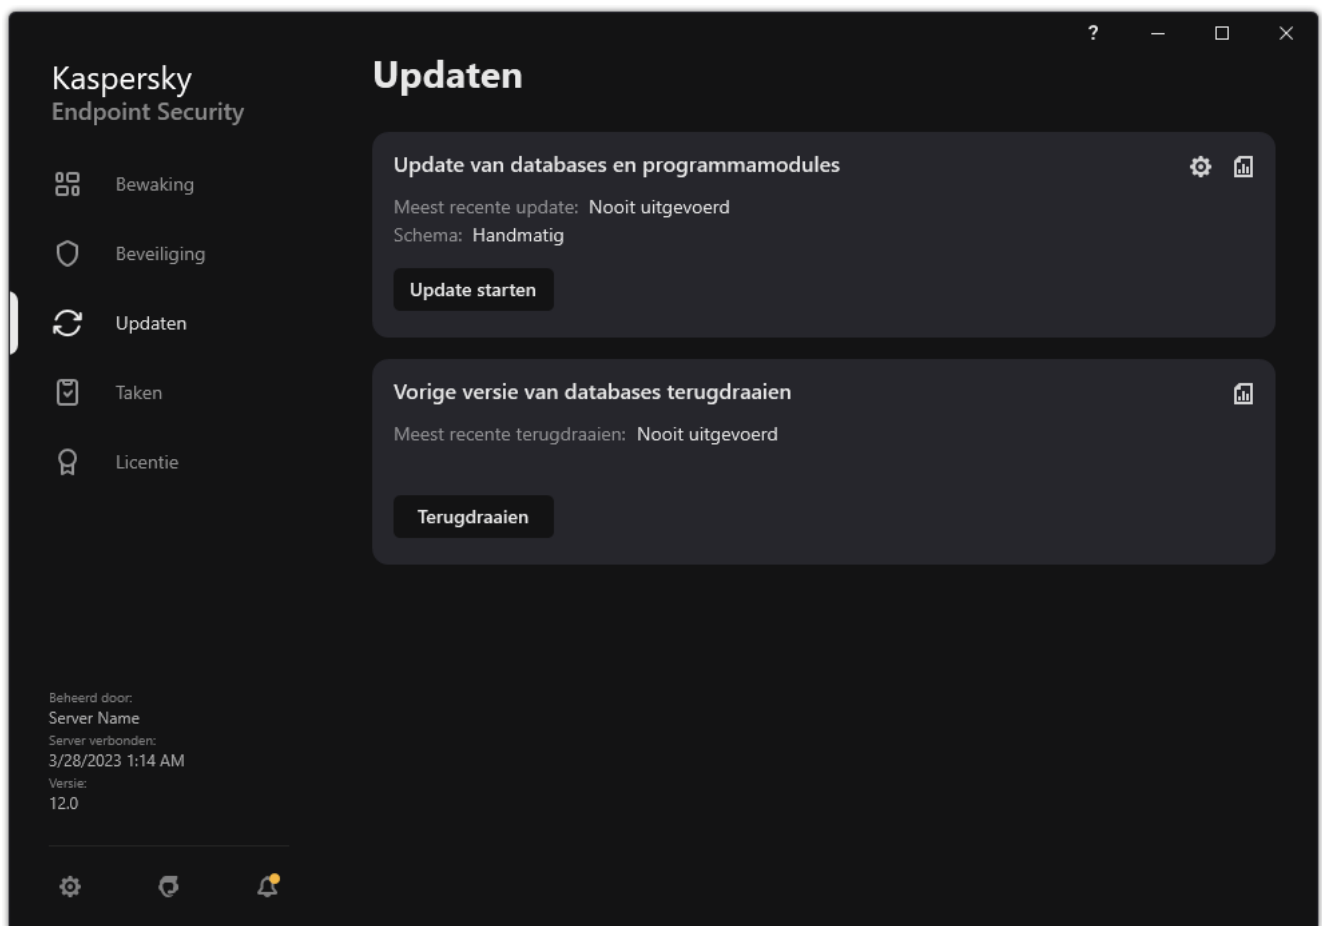 ?
Kaspersky
Endpoint Security
Bewaking
Beveiliging
Updaten
Taken
Licentie
Beheerd door:
Server Name
Server verbonden:
3/28/2023 1:14 AM
Versie:
12.0
Updaten
Update van databases en programmamodules
Meest recente update: Nooit uitgevoerd
Schema: Handmatig
Update starten
Vorige versie van databases terugdraaien
Meest recente terugdraaien: Nooit uitgevoerd
Terugdraaien